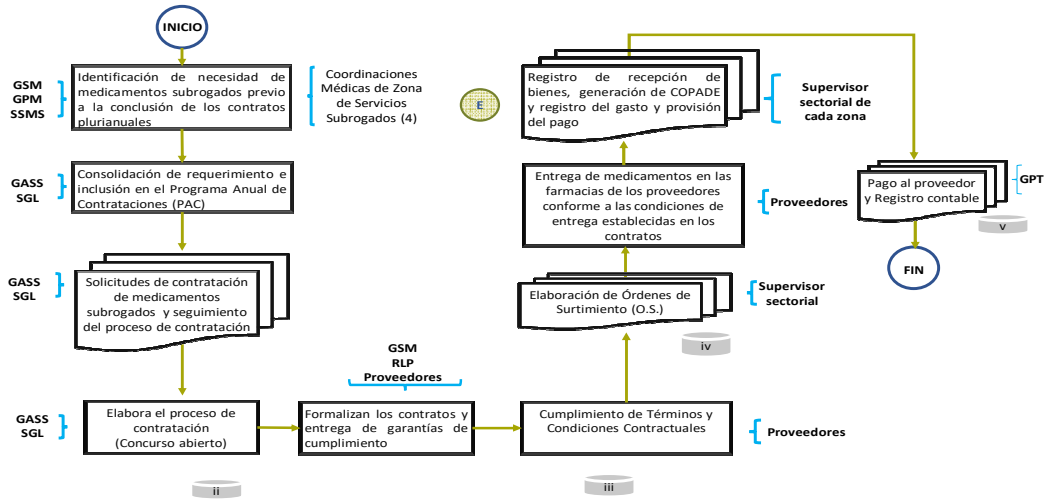 INICIO
GSM
GPM
SSMS
Identificación de necesidad de
medicamentos subrogados previo
a la conclusión de los contratos
plurianuales
Coordinaciones
Médicas de Zona
de Servicios
Subrogados (4)
GASS
SGL
Consolidación de requerimiento e
inclusión en el Programa Anual de
Contrataciones (PAC)
GASS
SGL
Solicitudes de contratación
de medicamentos
subrogados y seguimiento
del proceso de contratación
GASS
SGL
Elabora el proceso de
contratación
(Concurso abierto)
ii
GSM
RLP
Proveedores
Formalizan los contratos y
entrega de garantías de
cumplimiento
Cumplimiento de Términos y
Condiciones Contractuales
Proveedores
iii
Elaboración de Órdenes de
Surtimiento (O.S.)
Supervisor
sectorial
iv
Entrega de medicamentos en las
farmacias de los proveedores
conforme a las condiciones de
entrega establecidas en los
contratos
Proveedores
E
Registro de recepción de
bienes, generación de COPADE
y registro del gasto y provisión
del pago
Supervisor
sectorial de
cada zona
Pago al proveedor
y Registro contable
GPT
v
FIN